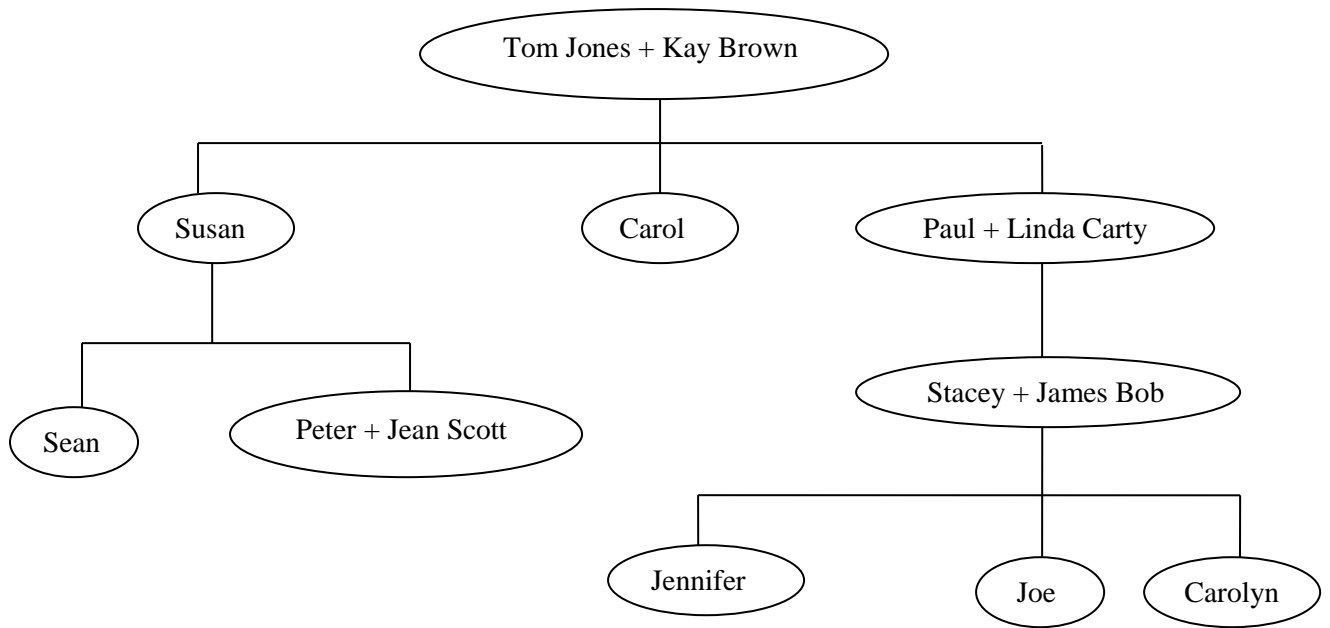 Tom Jones + Kay Brown
Susan
Carol
Paul + Linda Carty
Stacey + James Bob
Sean
Peter + Jean Scott
Jennifer
Joe
Carolyn